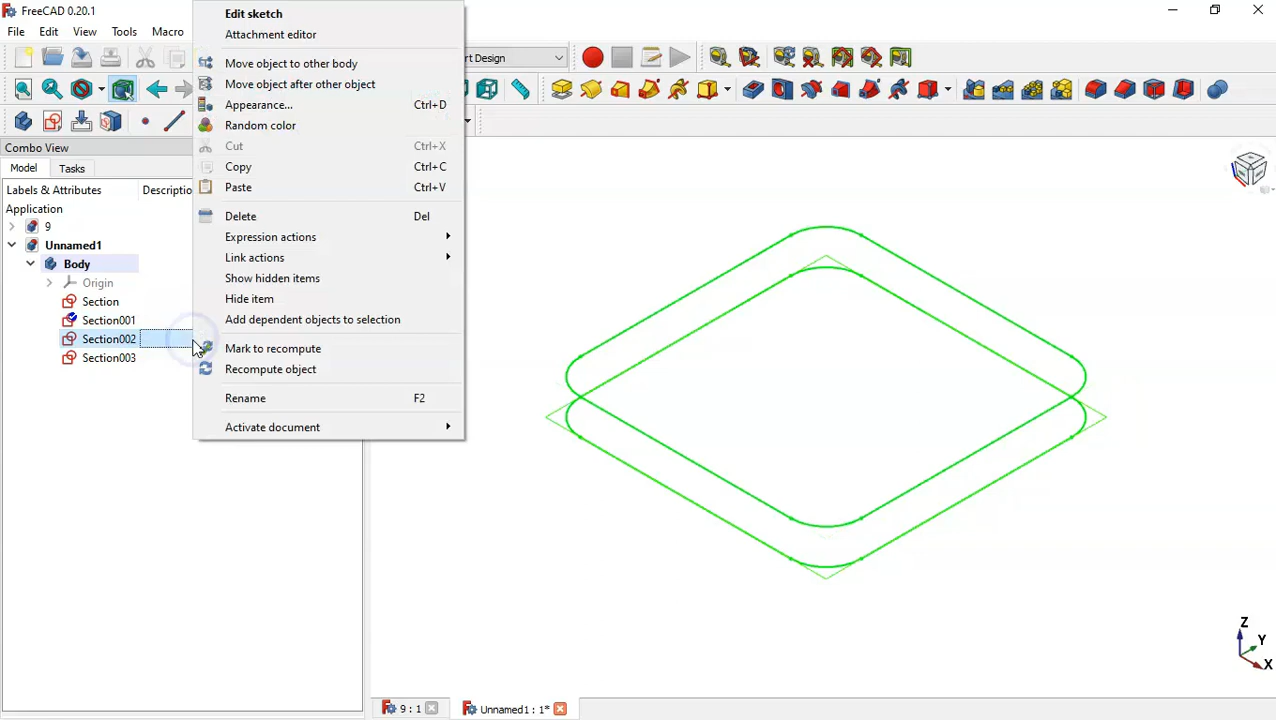 FreeCAD 0.20.1
File Edit View Tools Macro
rt Design
Combo View
Model Tasks
Labels & Attributes Descriptio
Application
9
Unnamed1
Body
Origin
Section
Section001
Section002
Section003
Edit sketch
Attachment editor
Move object to other body
Move object after other object
Appearance... Ctrl+D
Random color
Cut Ctrl+X
Copy Ctrl+C
Paste Ctrl+V
Delete Del
Expression actions
Link actions
Show hidden items
Hide item
Add dependent objects to selection
Mark to recompute
Recompute object
Rename F2
Activate document
Z
Y
X
9 : 1
Unnamed1 : 1*